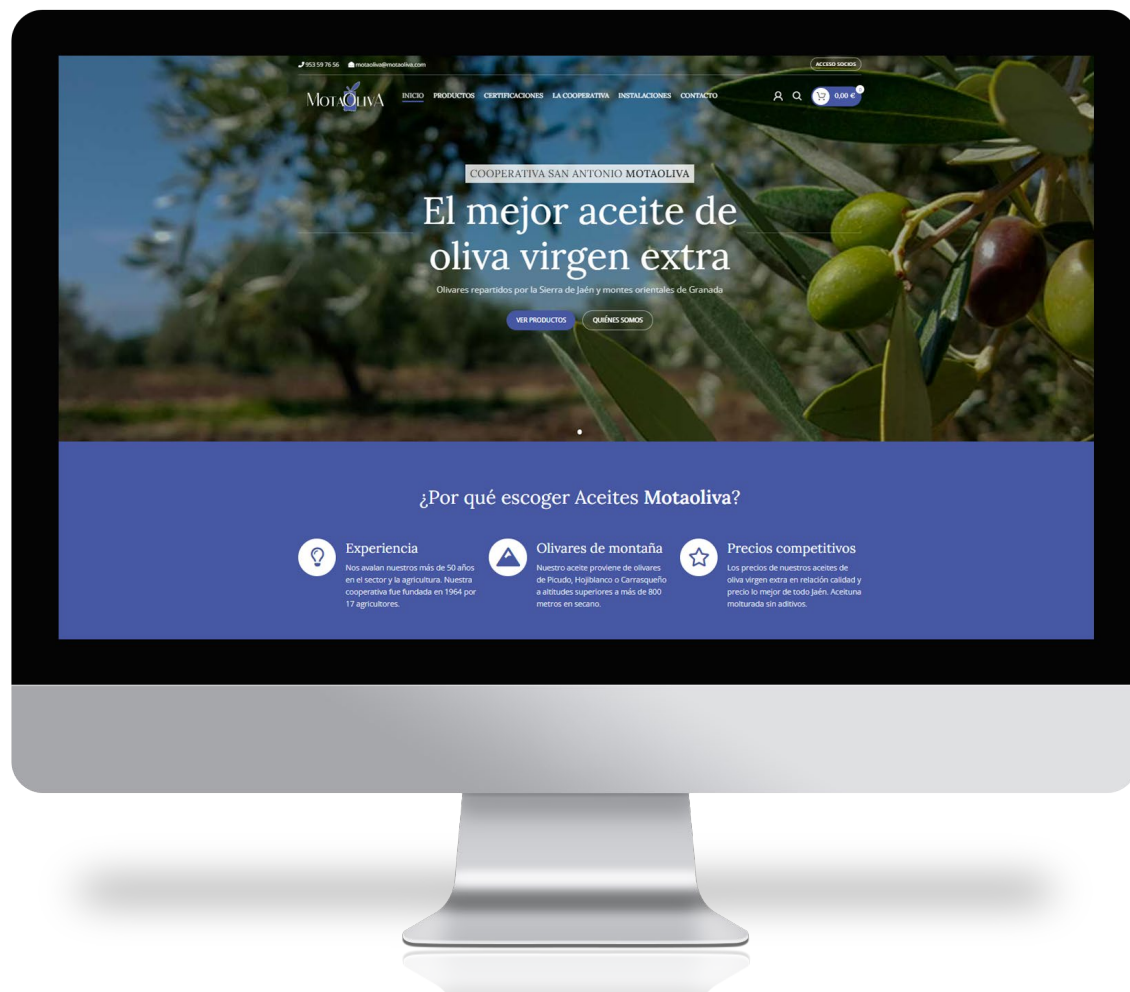 953 59 76 56 motaoliva@motaoliva.com ACCESO SOCIOS
MOTAOLIVA INICIO PRODUCTOS CERTIFICACIONES LA COOPERATIVA INSTALACIONES CONTACTO 0 0,00 €
COOPERATIVA SAN ANTONIO MOTAOLIVA
El mejor aceite de
oliva virgen extra
Olivares repartidos por la Sierra de Jaén y montes orientales de Granada
VER PRODUCTOS QUIÉNES SOMOS
¿Por qué escoger Aceites Motaoliva?
Experiencia
Nos avalan nuestros más de 50 años
en el sector y la agricultura. Nuestra
cooperativa fue fundada en 1964 por
17 agricultores.
Olivares de montaña
Nuestro aceite proviene de olivares
de Picudo, Hojiblanco o Carrasqueño
a altitudes superiores a más de 800
metros en secano.
Precios competitivos
Los precios de nuestros aceites de
oliva virgen extra en relación calidad y
precio lo mejor de todo Jaén. Aceituna
molturada sin aditivos.